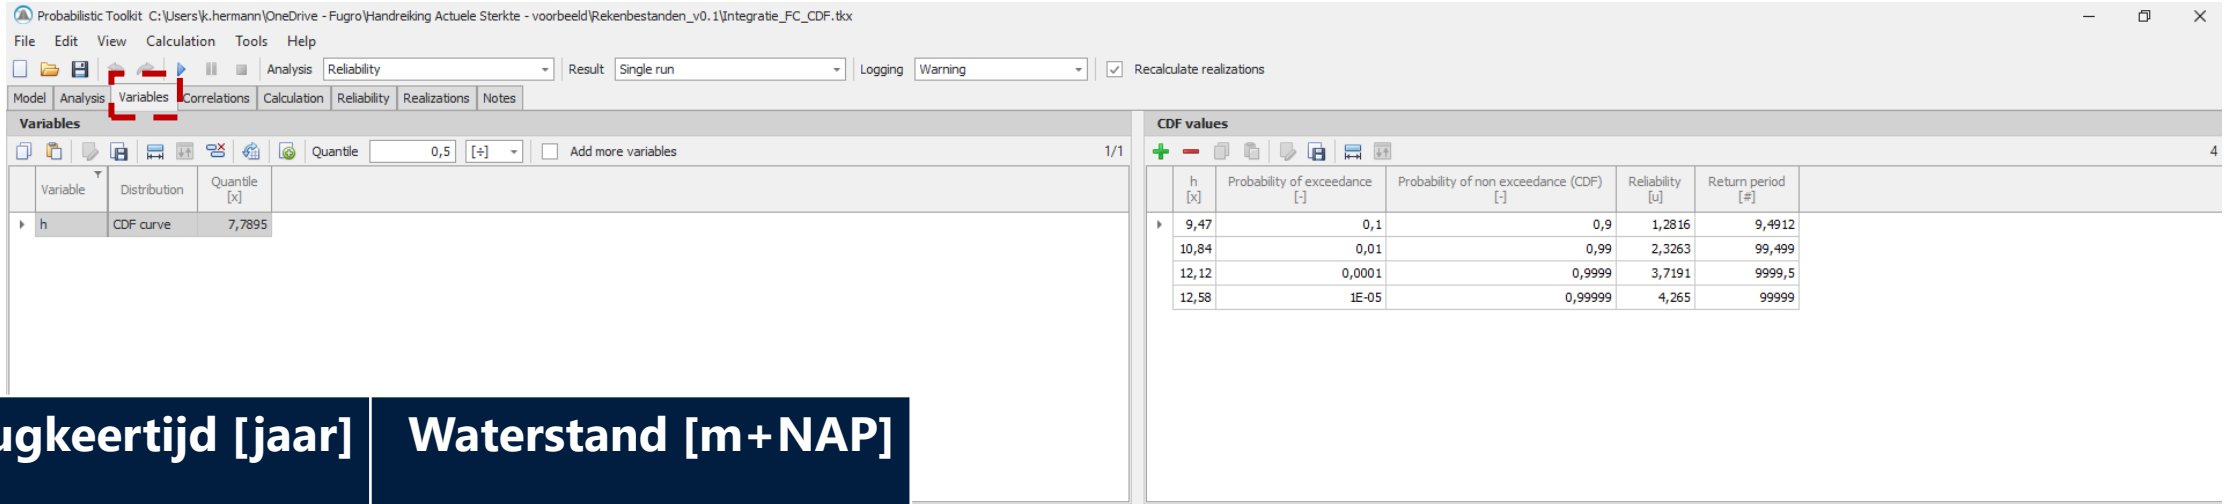 Probabilistic Toolkit C:\Users\k.hermann\OneDrive - Fugro\Handreiking Actuele Sterkte - voorbeeld\Rekenbestanden_v0.1\Integratie_FC_CDF.tkx
File Edit View Calculation Tools Help
Analysis Reliability Result Single run Logging Warning Recalculate realizations
Model Analysis Variables Correlations Calculation Reliability Realizations Notes
Variables
Quantile 0,5 [÷] Add more variables 1/1
Variable Distribution Quantile [x]
h CDF curve 7,7895
CDF values
4
h [x] Probability of exceedance [-] Probability of non exceedance (CDF) [-] Reliability [u] Return period [#]
9,47 0,1 0,9 1,2816 9,4912
10,84 0,01 0,99 2,3263 99,499
12,12 0,0001 0,9999 3,7191 9999,5
12,58 1E-05 0,99999 4,265 99999
ugkeertijd [jaar] Waterstand [m+NAP]